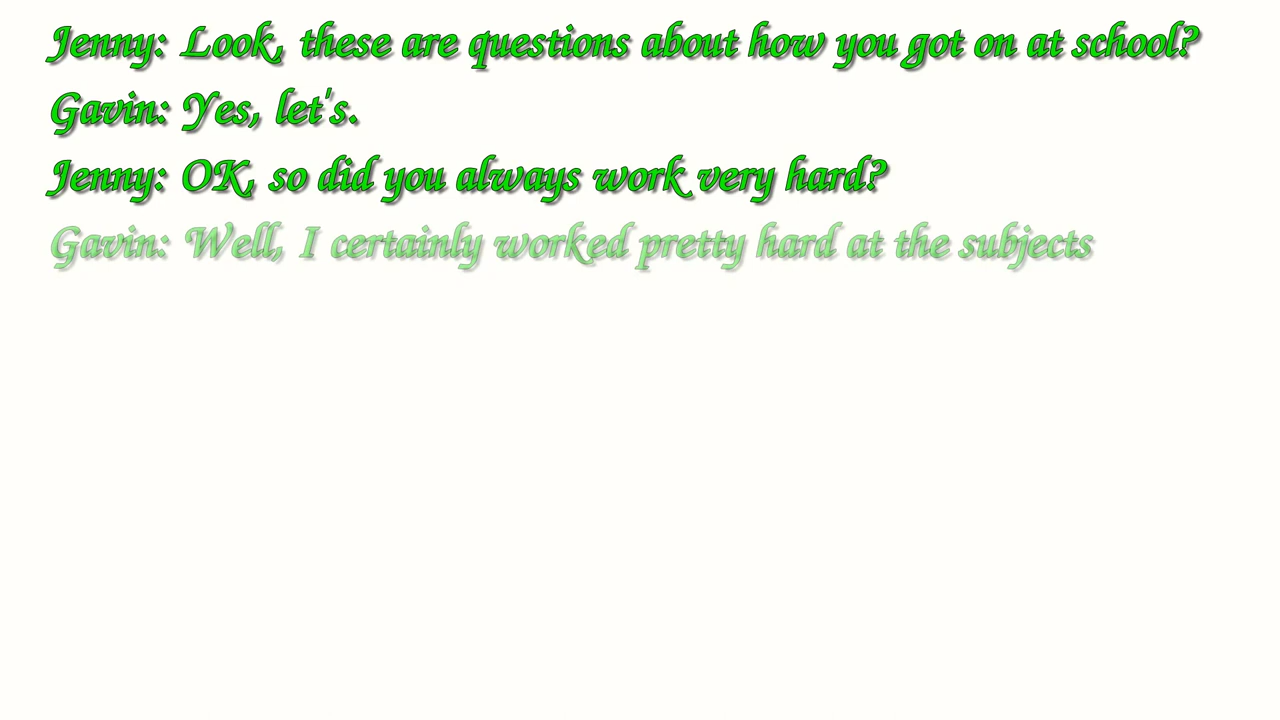 Jenny: Look, these are questions about how you got on at school?
Gavin: Yes, let's.
Jenny: OK, so did you always work very hard?
Gavin: Well, I certainly worked pretty hard at the subjects